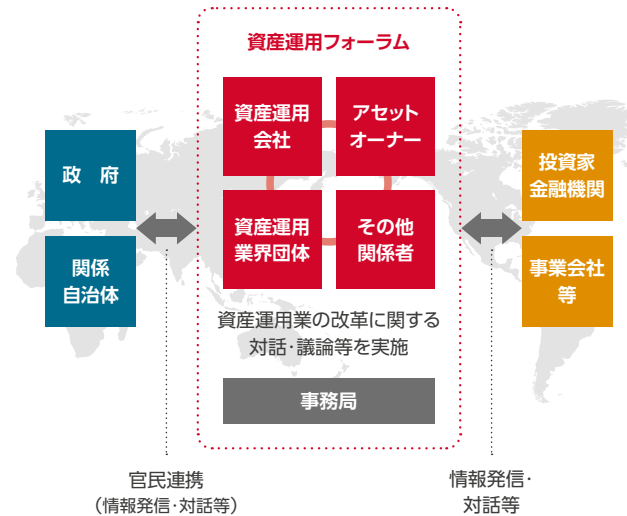 資産運用フォーラム
資産運用
会社
アセット
オーナー
資産運用
業界団体
その他
関係者
資産運用業の改革に関する
対話・議論等を実施
事務局
政　府
関係
自治体
投資家
金融機関
事業会社
等
官民連携
（情報発信・対話等）
情報発信・
対話等